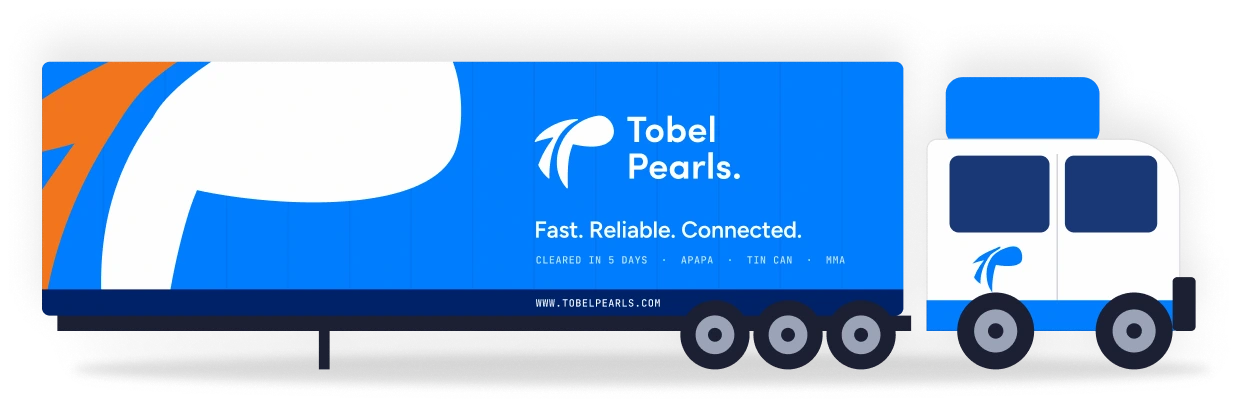 Tobel
Pearls.
Fast. Reliable. Connected.
CLEARED IN 5 DAYS · APAPA · TIN CAN · MMA
WWW.TOBELPEARLS.COM